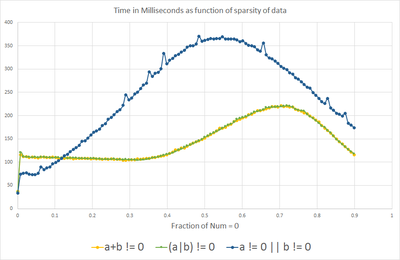 Time in Milliseconds as function of sparsity of data
400
350
300
250
200
150
100
50
0
0 0.1 0.2 0.3 0.4 0.5 0.6 0.7 0.8 0.9 1
Fraction of Num = 0
a+b != 0 (a|b) != 0 a != 0 || b != 0